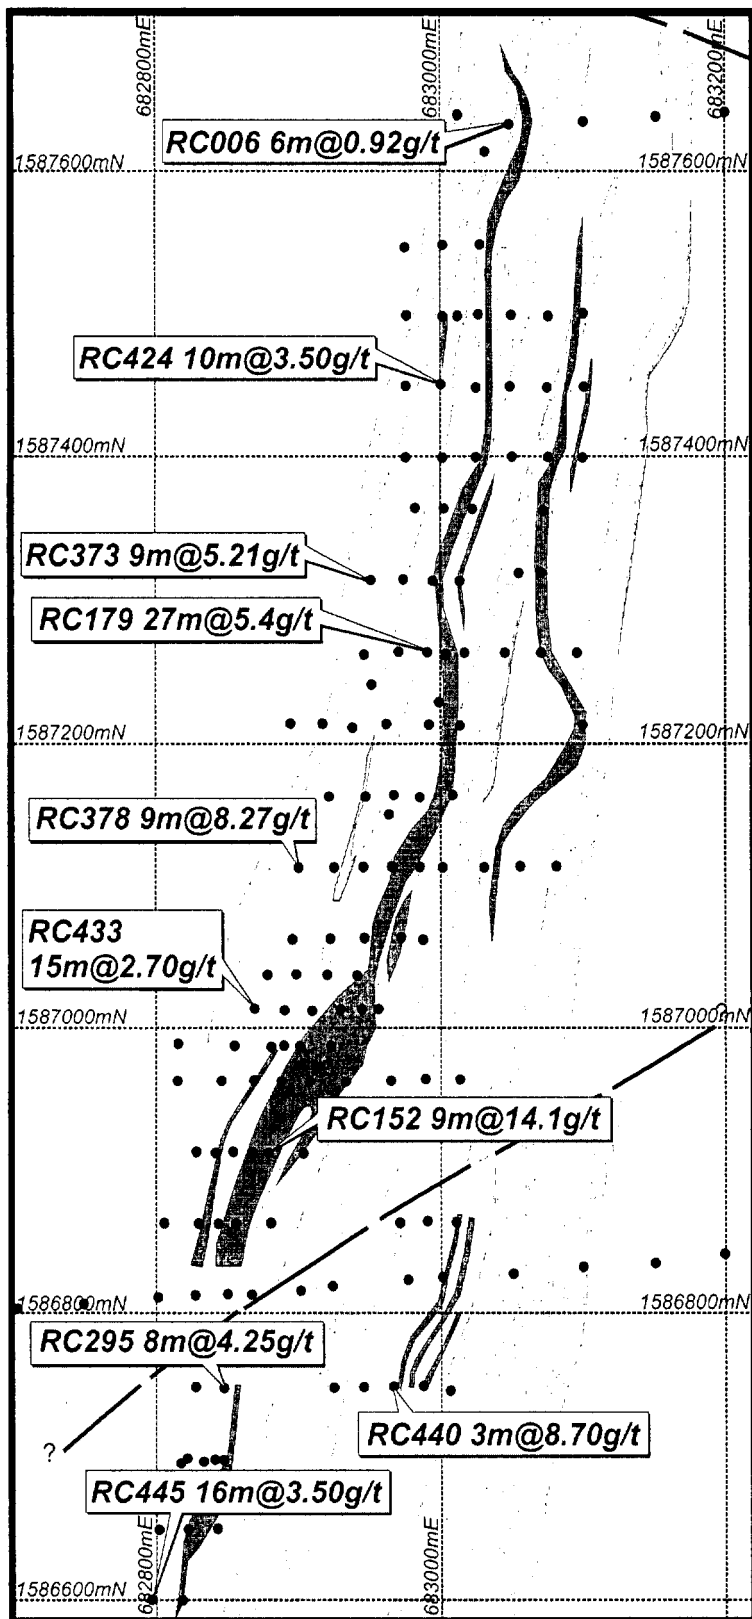 682800mE
683000mE
683200mE
RC006 6m@0.92g/t
1587600mN
1587600mN
RC424 10m@3.50g/t
1587400mN
1587400mN
RC373 9m@5.21g/t
RC179 27m@5.4g/t
1587200mN
1587200mN
RC378 9m@8.27g/t
RC433
15m@2.70g/t
1587000mN
1587000mN
?
RC152 9m@14.1g/t
1586800mN
1586800mN
RC295 8m@4.25g/t
RC440 3m@8.70g/t
?
RC445 16m@3.50g/t
682800mE
683000mE
1586600mN
1586600mN